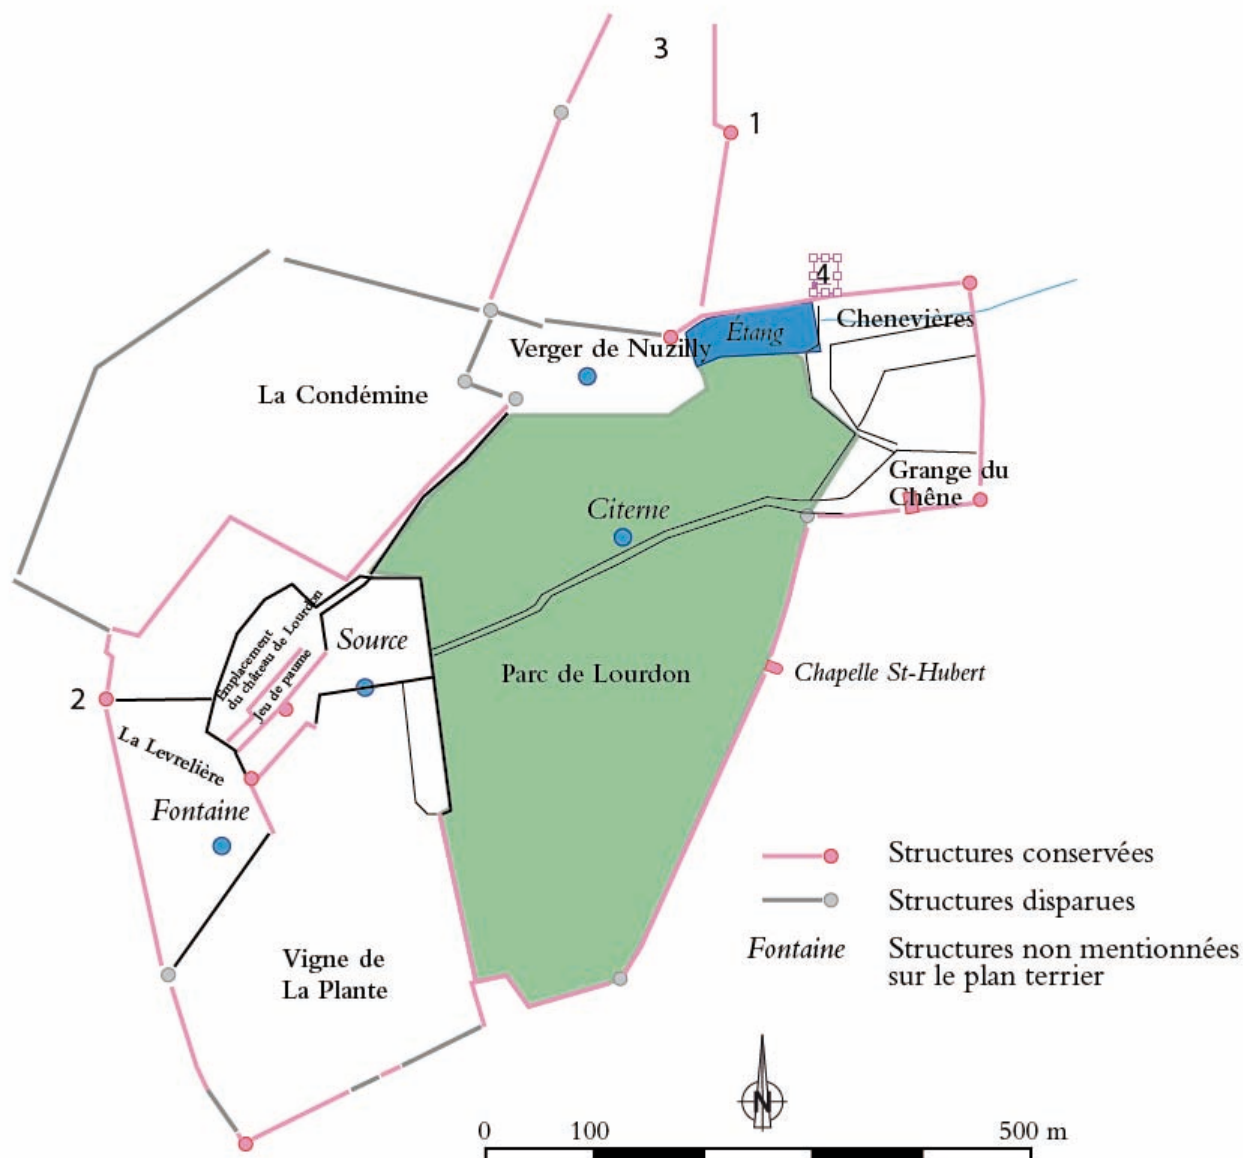 3
1
4
Étang
Chenevières
Verger de Nuzilly
La Condémine
Grange du
Chêne
Citerne
Emplacement
du château de Lourdon
Jeu de paume
Source
Parc de Lourdon
Chapelle St-Hubert
2
La Levrelière
Fontaine
Vigne de
La Plante
Structures conservées
Structures disparues
Fontaine
Structures non mentionnées
sur le plan terrier
N
0 100 500 m